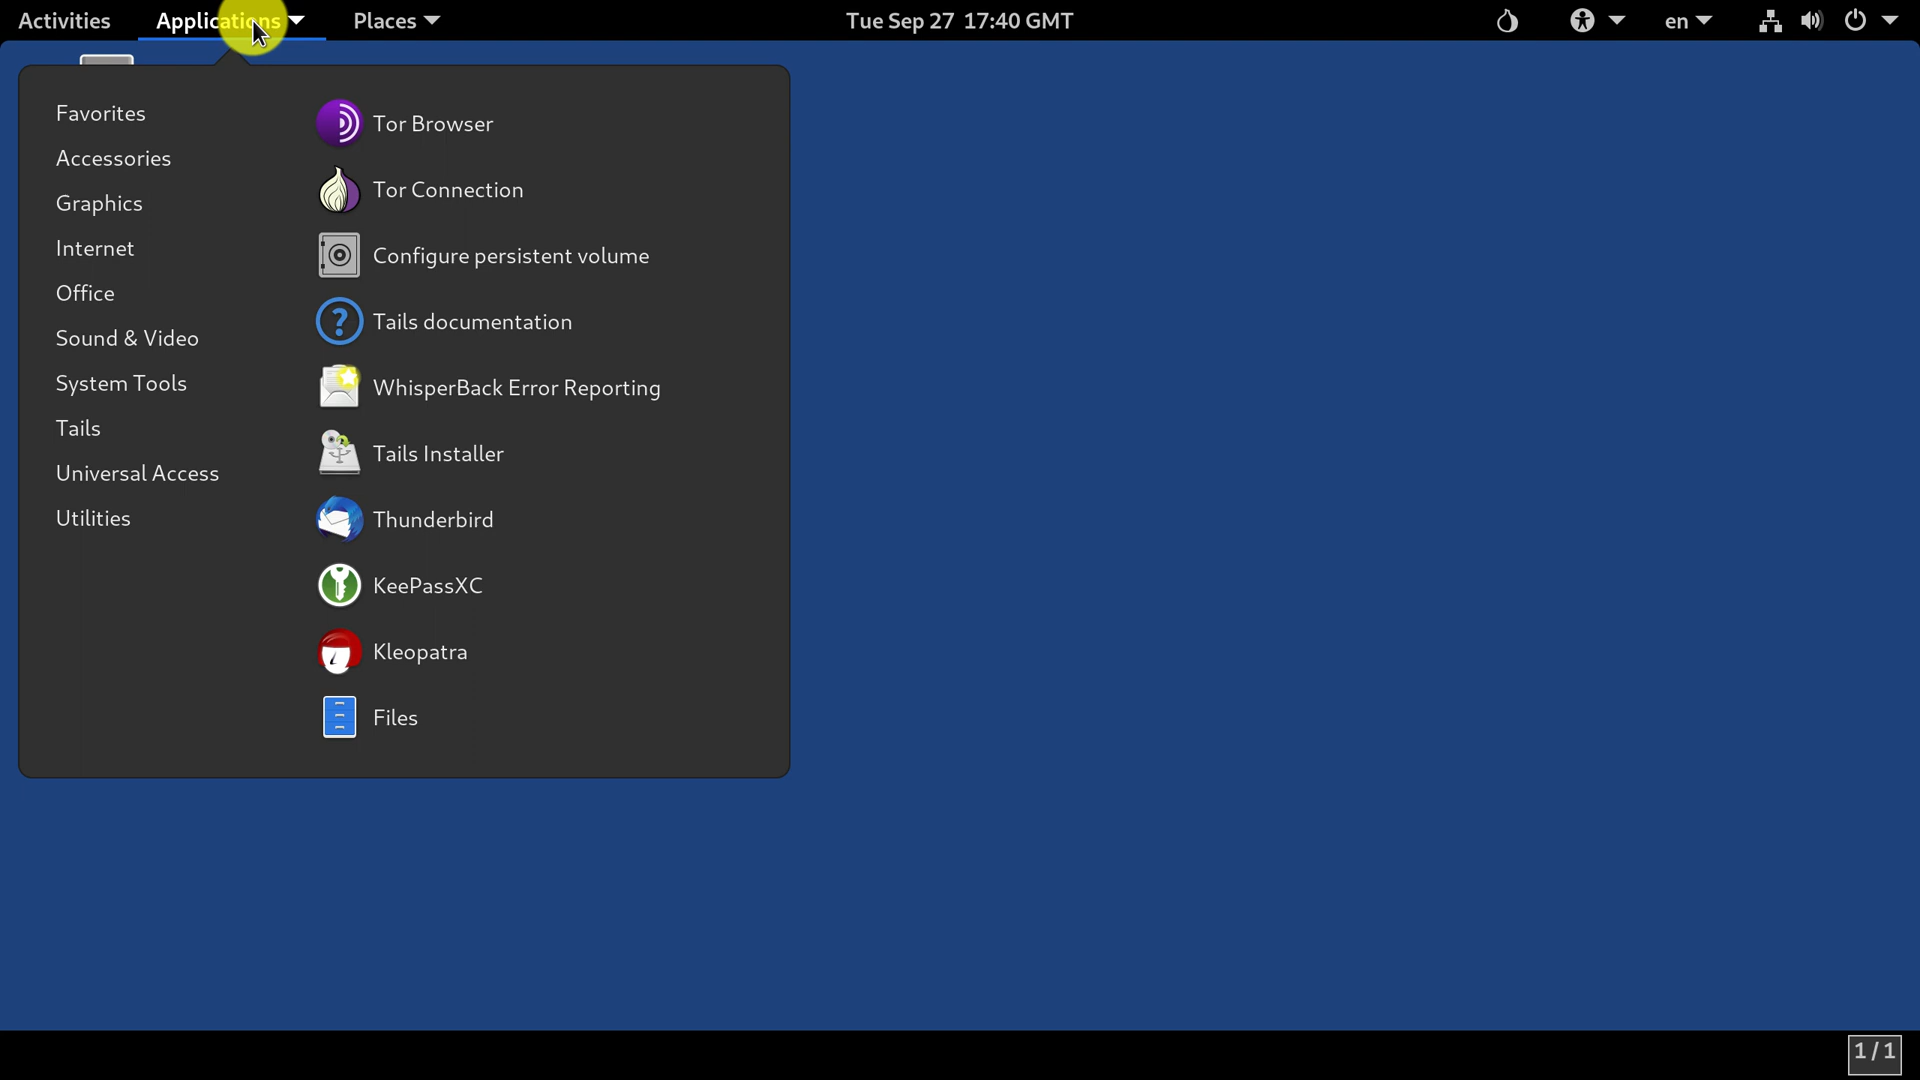 Activities Applications Places Tue Sep 27 17:40 GMT en
Favorites
Accessories
Graphics
Internet
Office
Sound & Video
System Tools
Tails
Universal Access
Utilities
Tor Browser
Tor Connection
Configure persistent volume
Tails documentation
WhisperBack Error Reporting
Tails Installer
Thunderbird
KeePassXC
Kleopatra
Files
1/1